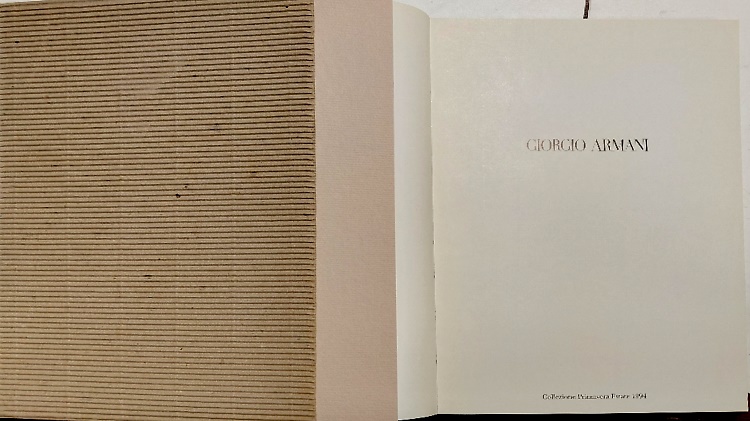 GIORGIO ARMANI
Collezione Primavera Estate 1994